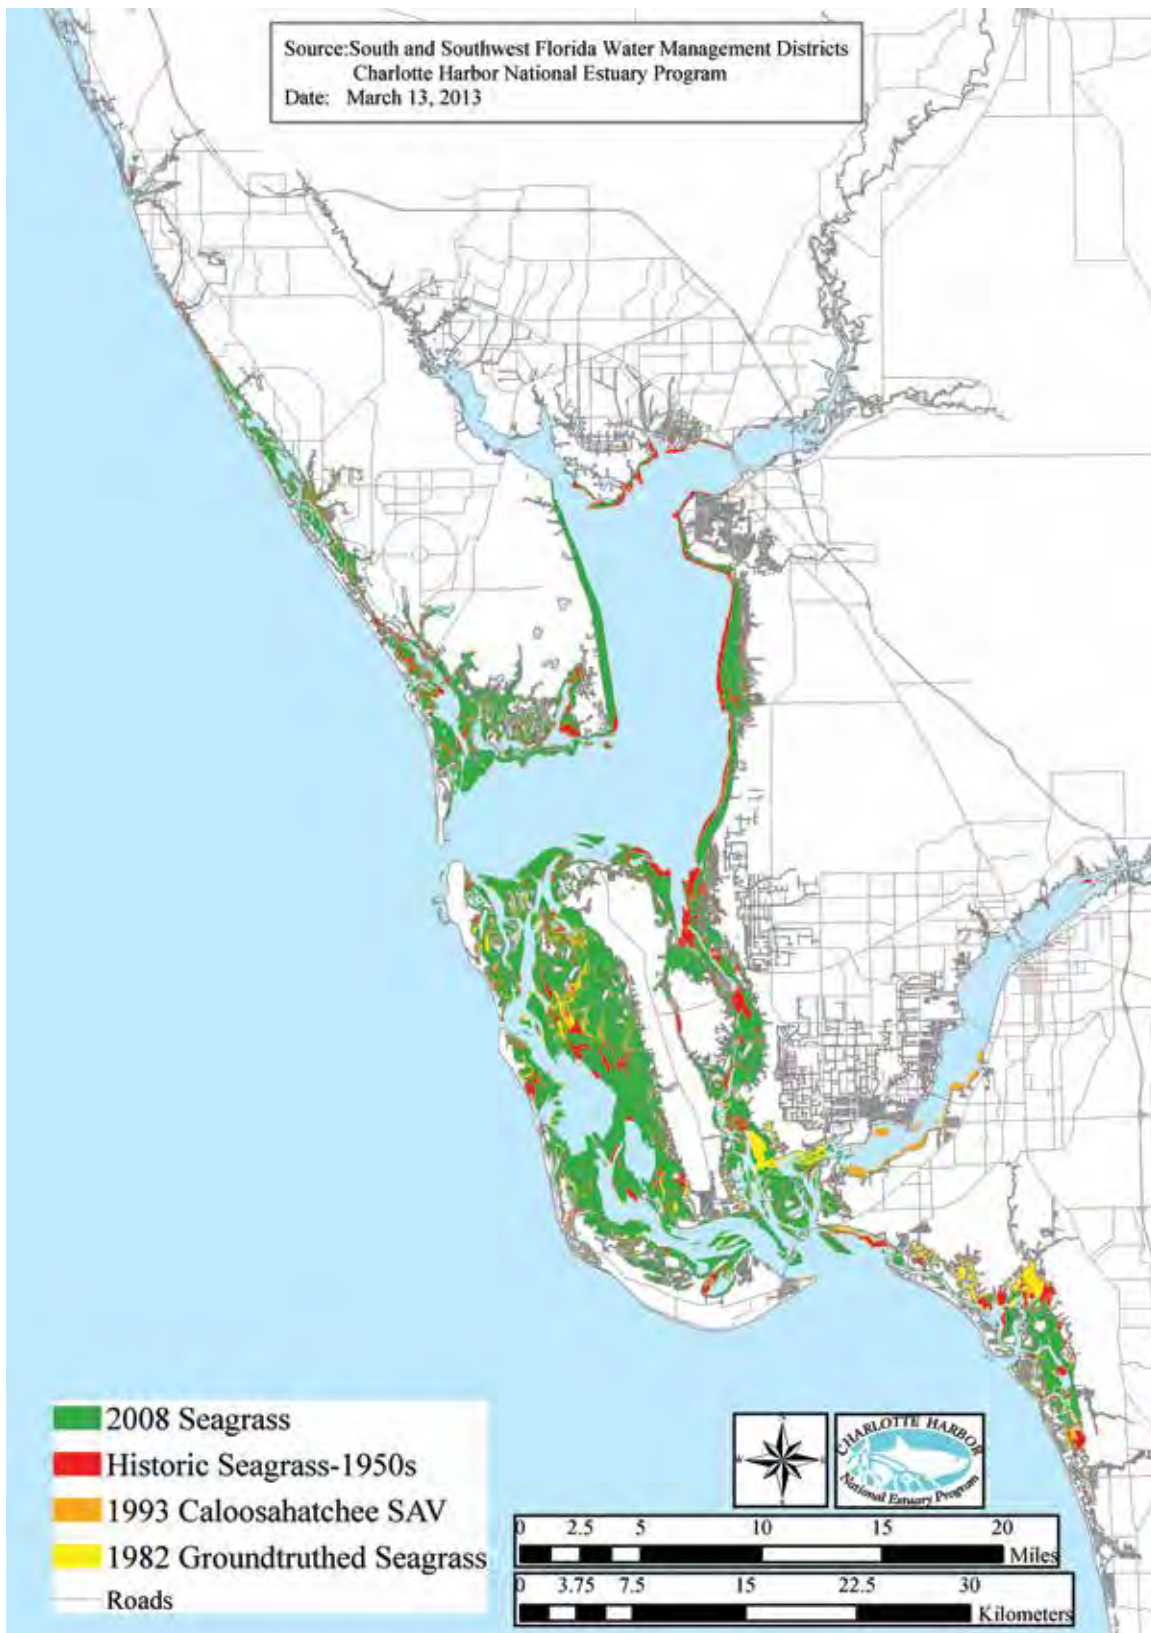 Source:South and Southwest Florida Water Management Districts
Charlotte Harbor National Estuary Program
Date: March 13, 2013
2008 Seagrass
Historic Seagrass-1950s
1993 Caloosahatchee SAV
1982 Groundtruthed Seagrass
Roads
CHARLOTTE HARBOR
National Estuary Program
0 2.5 5 10 15 20
Miles
0 3.75 7.5 15 22.5 30
Kilometers